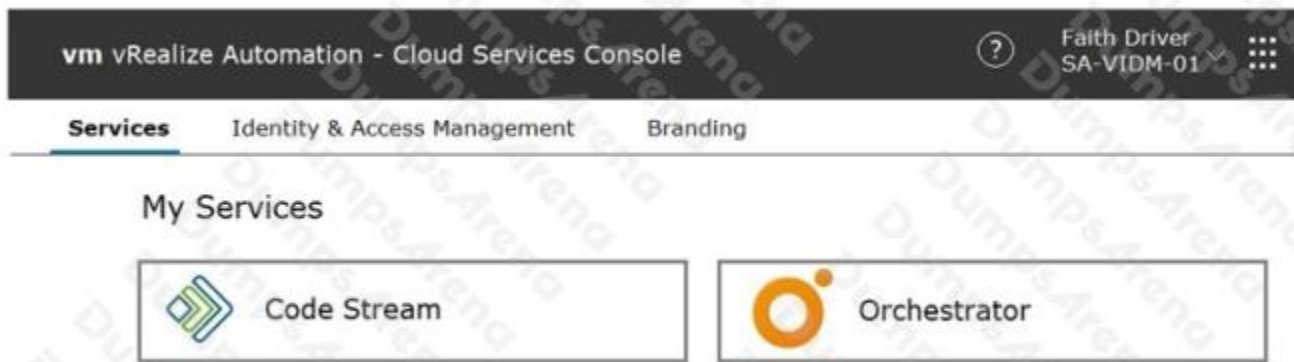 vm vRealize Automation - Cloud Services Console
?
Faith Driver
SA-VIDM-01
Services Identity & Access Management Branding
My Services
Code Stream
Orchestrator
DumpsArena